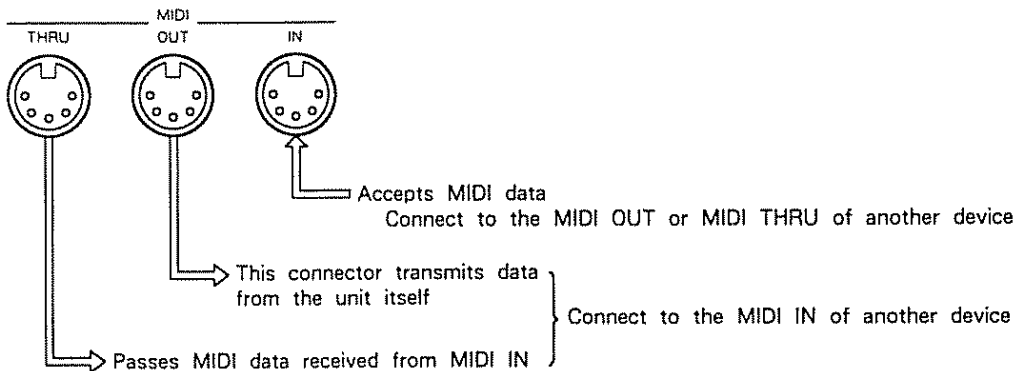 MIDI
THRU OUT IN
Accepts MIDI data
Connect to the MIDI OUT or MIDI THRU of another device
This connector transmits data
from the unit itself
Connect to the MIDI IN of another device
Passes MIDI data received from MIDI IN